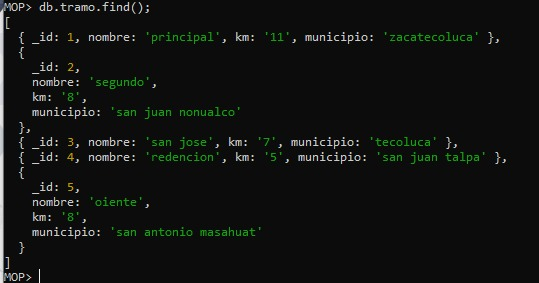 MOP> db.tramo.find();
[
  { _id: 1, nombre: 'principal', km: '11', municipio: 'zacatecoluca' },
  {
    _id: 2,
    nombre: 'segundo',
    km: '8',
    municipio: 'san juan nonualco'
  },
  { _id: 3, nombre: 'san jose', km: '7', municipio: 'tecoluca' },
  { _id: 4, nombre: 'redencion', km: '5', municipio: 'san juan talpa' },
  {
    _id: 5,
    nombre: 'oiente',
    km: '8',
    municipio: 'san antonio masahuat'
  }
]
MOP>